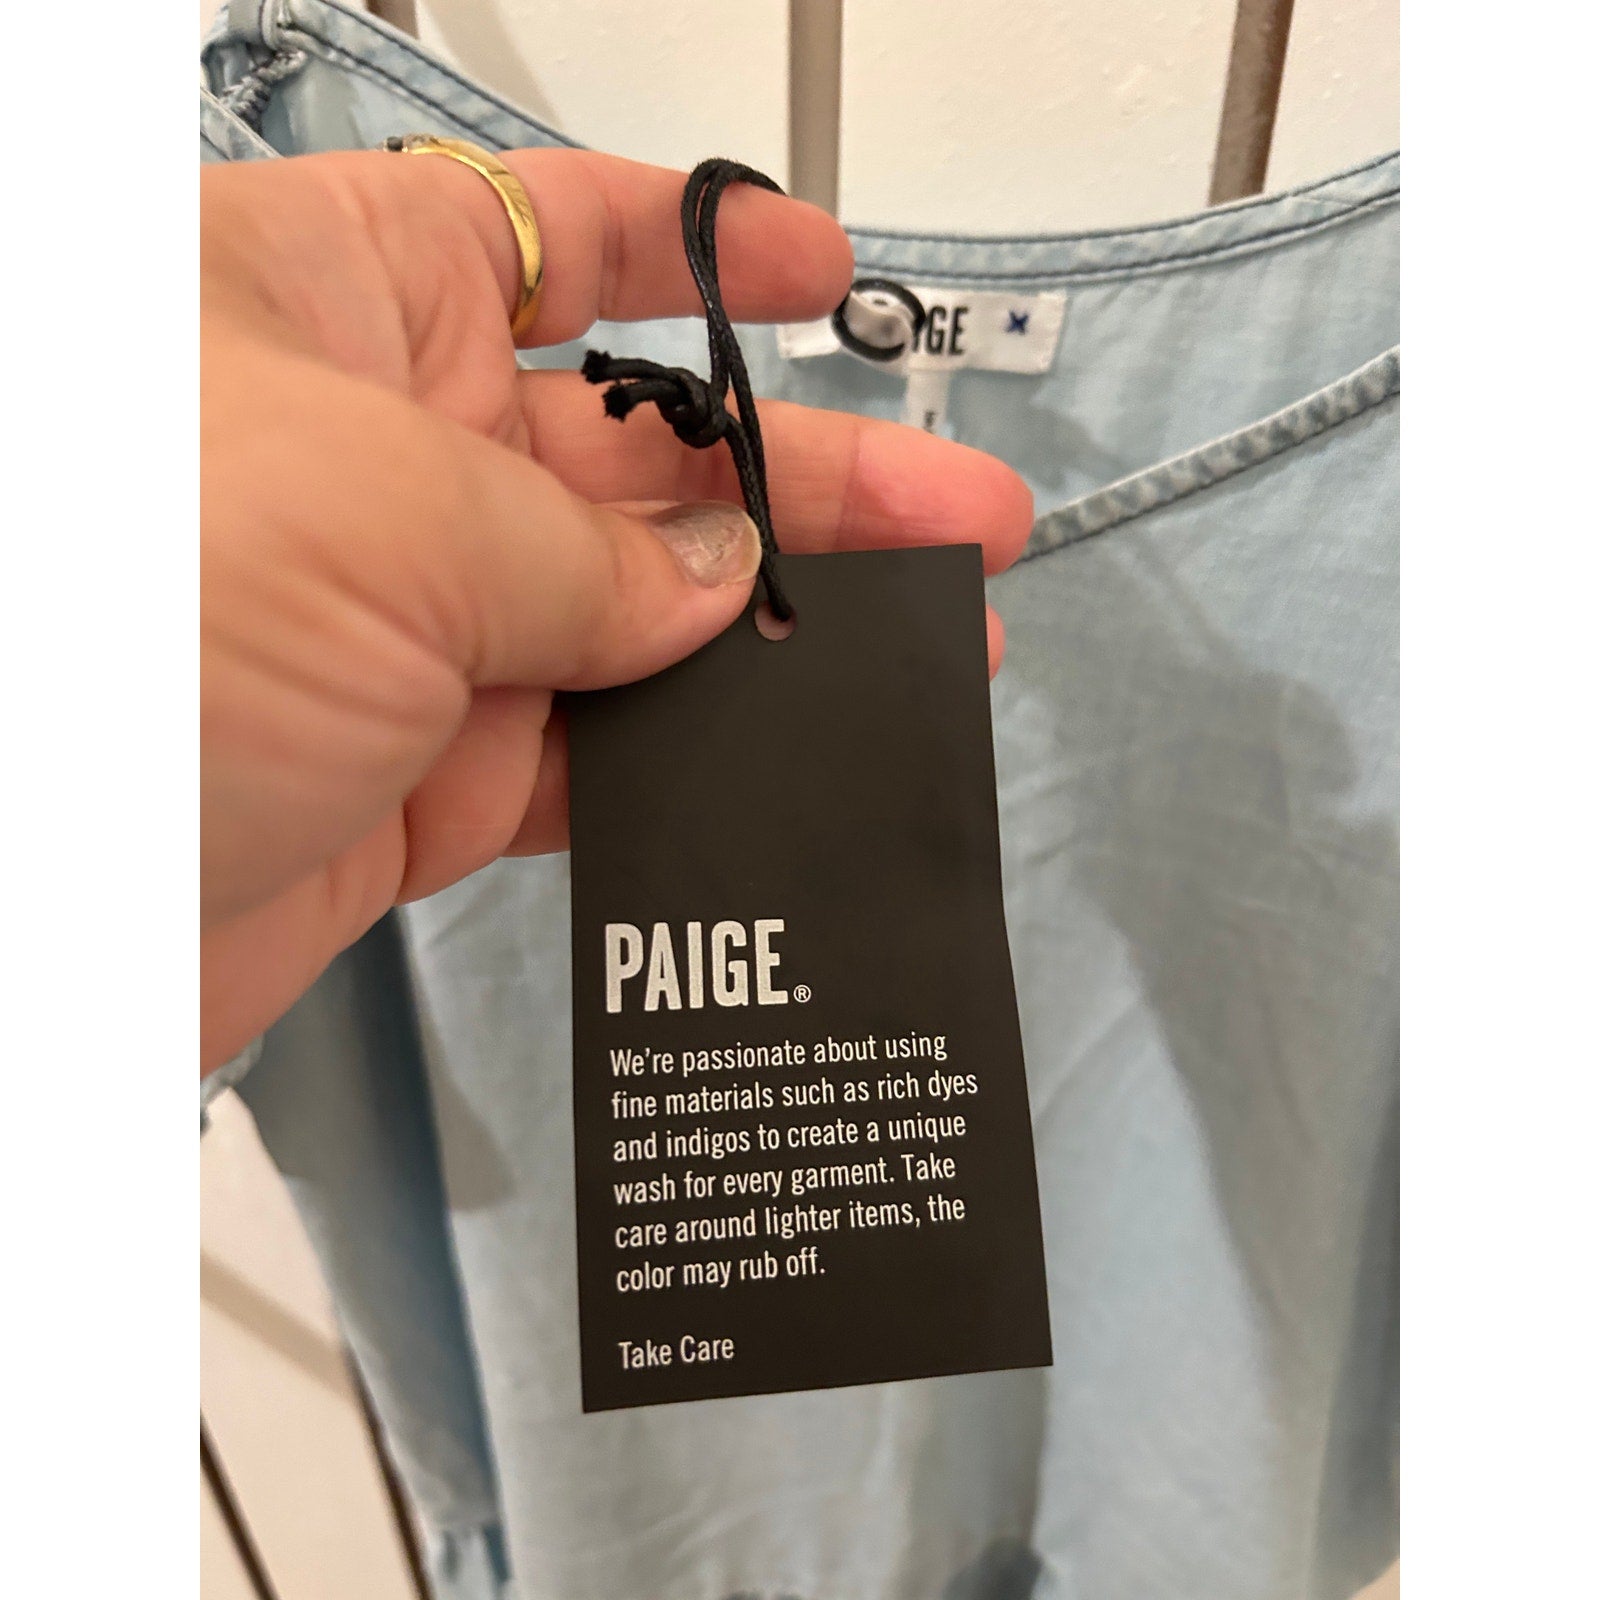 IGE
PAIGE®
We're passionate about using
fine materials such as rich dyes
and indigos to create a unique
wash for every garment. Take
care around lighter items, the
color may rub off.
Take Care